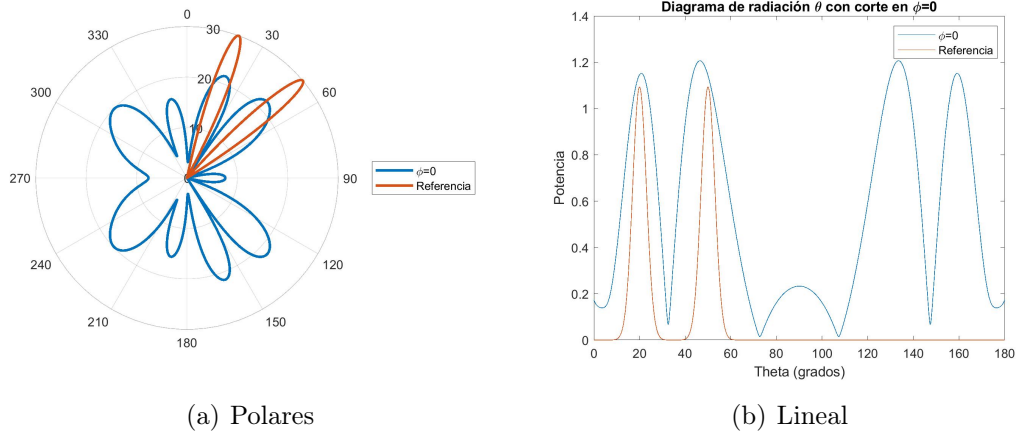 0
30
60
90
120
150
180
210
240
270
300
330
0
10
20
30
ϕ=0
Referencia
(a) Polares
Diagrama de radiación θ con corte en ϕ=0
ϕ=0
Referencia
Potencia
1.4
1.2
1
0.8
0.6
0.4
0.2
0
0 20 40 60 80 100 120 140 160 180
Theta (grados)
(b) Lineal